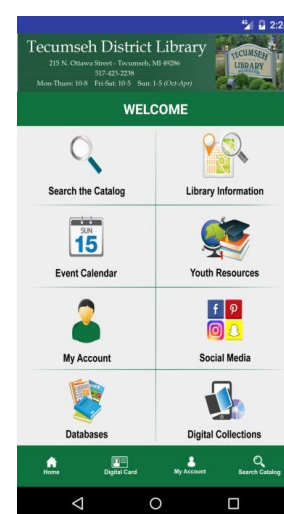 2:2
Tecumseh District Library
215 N. Ottawa Street - Tecumseh, MI 49286
517-423-2238
Mon-Thurs: 10-8 Fri-Sat: 10-5 Sun: 1-5 (Oct-Apr)
TECUMSEH
LIBRARY
WELCOME
Search the Catalog
Library Information
SUN
15
Event Calendar
Youth Resources
My Account
Social Media
Databases
Digital Collections
Home
Digital Card
My Account
Search Catalog